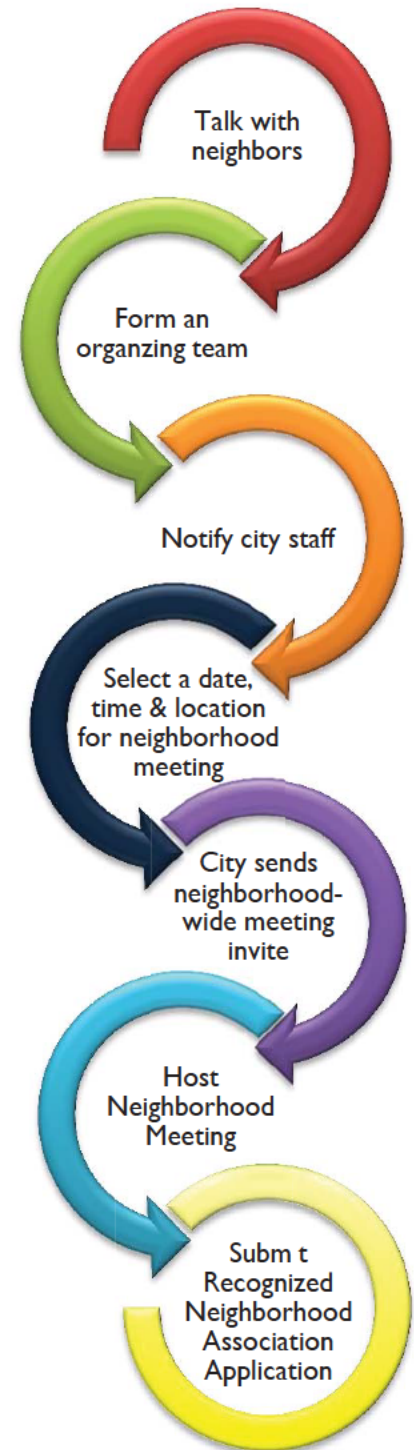 Talk with
neighbors
Form an
organzing team
Notify city staff
Select a date,
time & location
for neighborhood
meeting
City sends
neighborhood-
wide meeting
invite
Host
Neighborhood
Meeting
Subm t
Recognized
Neighborhood
Association
Application